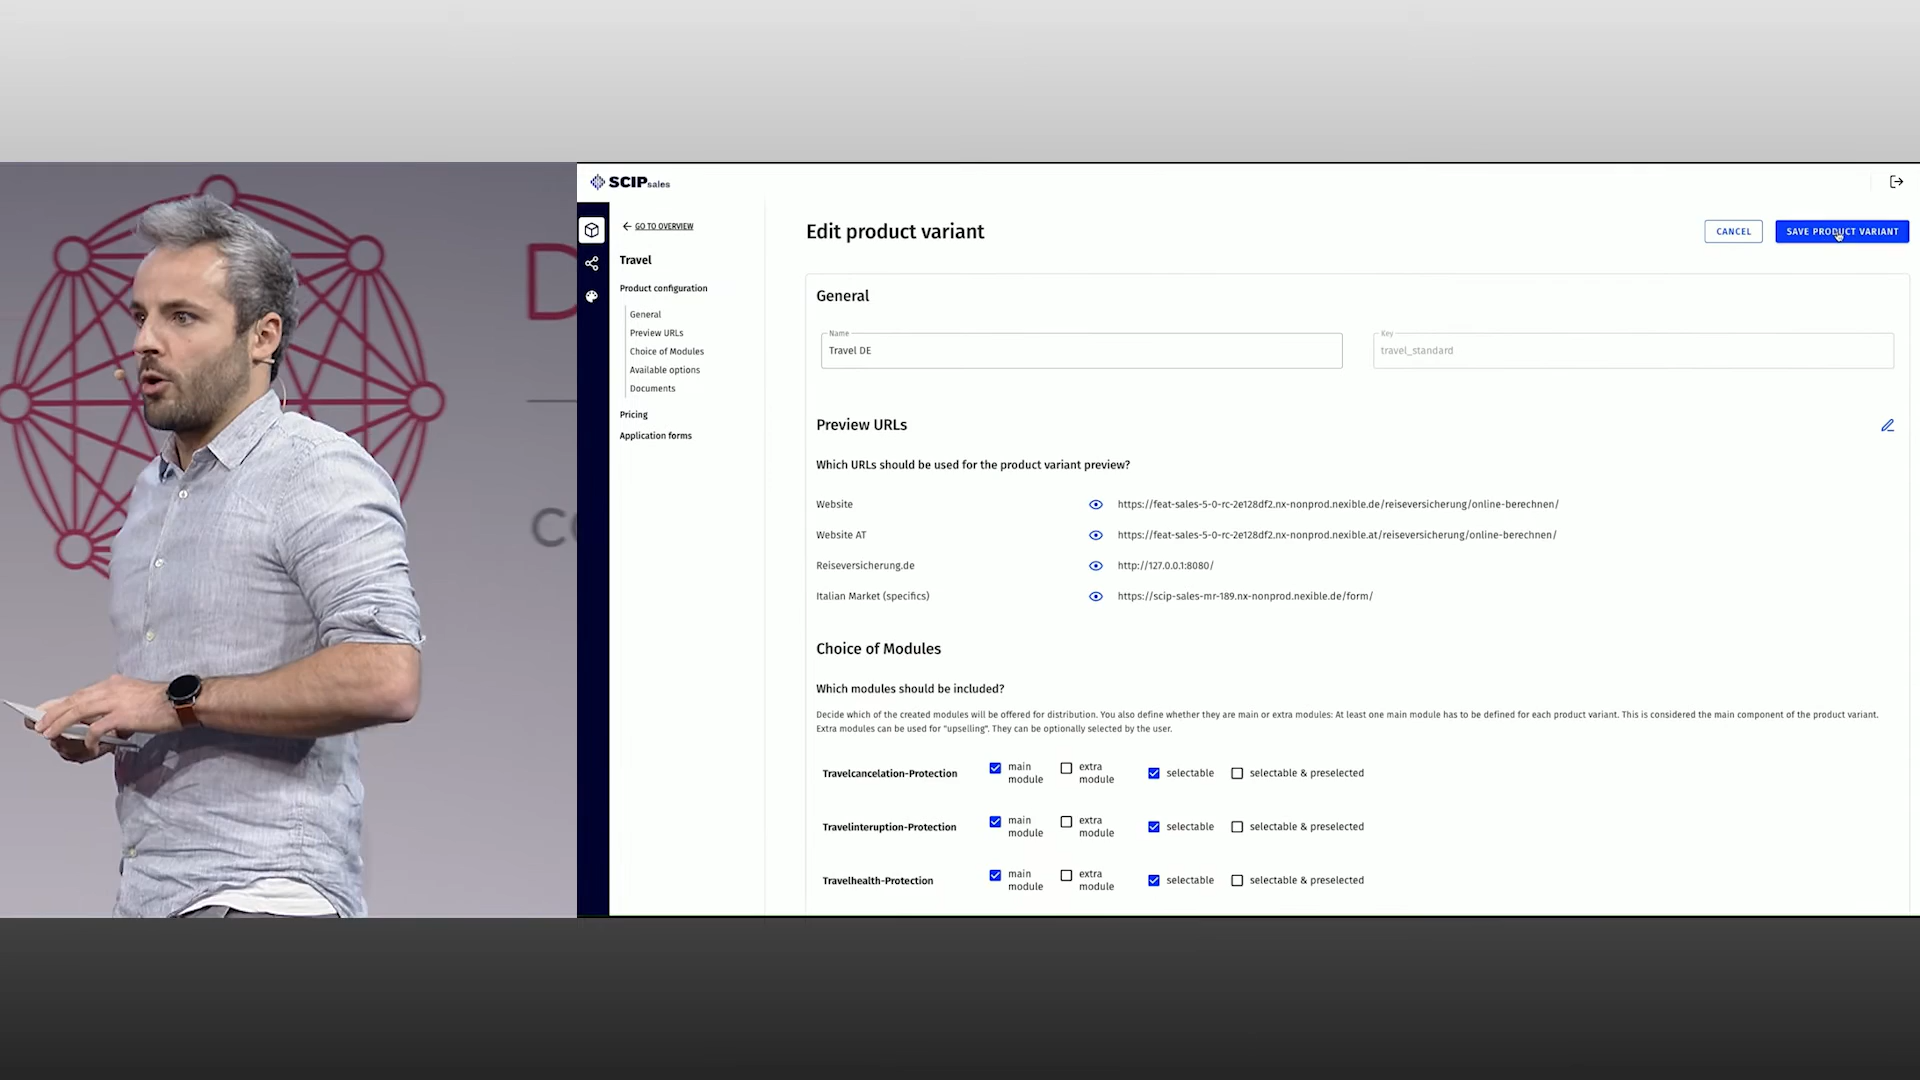 D
CO
SCIPsales
GO TO OVERVIEW
Travel
Product configuration
General
Preview URLs
Choice of Modules
Available options
Documents
Pricing
Application forms
Edit product variant
CANCEL
SAVE PRODUCT VARIANT
General
Name
Travel DE
Key
travel_standard
Preview URLs
Which URLs should be used for the product variant preview?
Website https://feat-sales-5-0-rc-2e128df2.nx-nonprod.nexible.de/reiseversicherung/online-berechnen/
Website AT https://feat-sales-5-0-rc-2e128df2.nx-nonprod.nexible.at/reiseversicherung/online-berechnen/
Reiseversicherung.de http://127.0.0.1:8080/
Italian Market (specifics) https://scip-sales-mr-189.nx-nonprod.nexible.de/form/
Choice of Modules
Which modules should be included?
Decide which of the created modules will be offered for distribution. You also define whether they are main or extra modules: At least one main module has to be defined for each product variant. This is considered the main component of the product variant.
Extra modules can be used for "upselling". They can be optionally selected by the user.
Travelcancelation-Protection main module extra module selectable selectable & preselected
Travelinteruption-Protection main module extra module selectable selectable & preselected
Travelhealth-Protection main module extra module selectable selectable & preselected